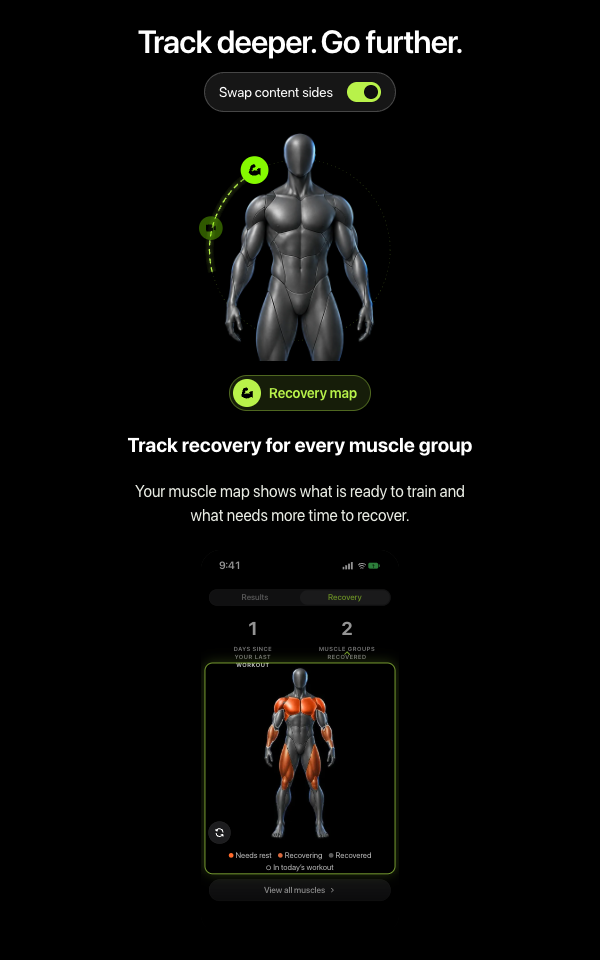 Track deeper. Go further.
Swap content sides
Recovery map
Track recovery for every muscle group
Your muscle map shows what is ready to train and
what needs more time to recover.
9:41
Results
Recovery
1
DAYS SINCE
YOUR LAST
WORKOUT
2
MUSCLE GROUPS
RECOVERED
Needs rest
Recovering
Recovered
In today's workout
View all muscles